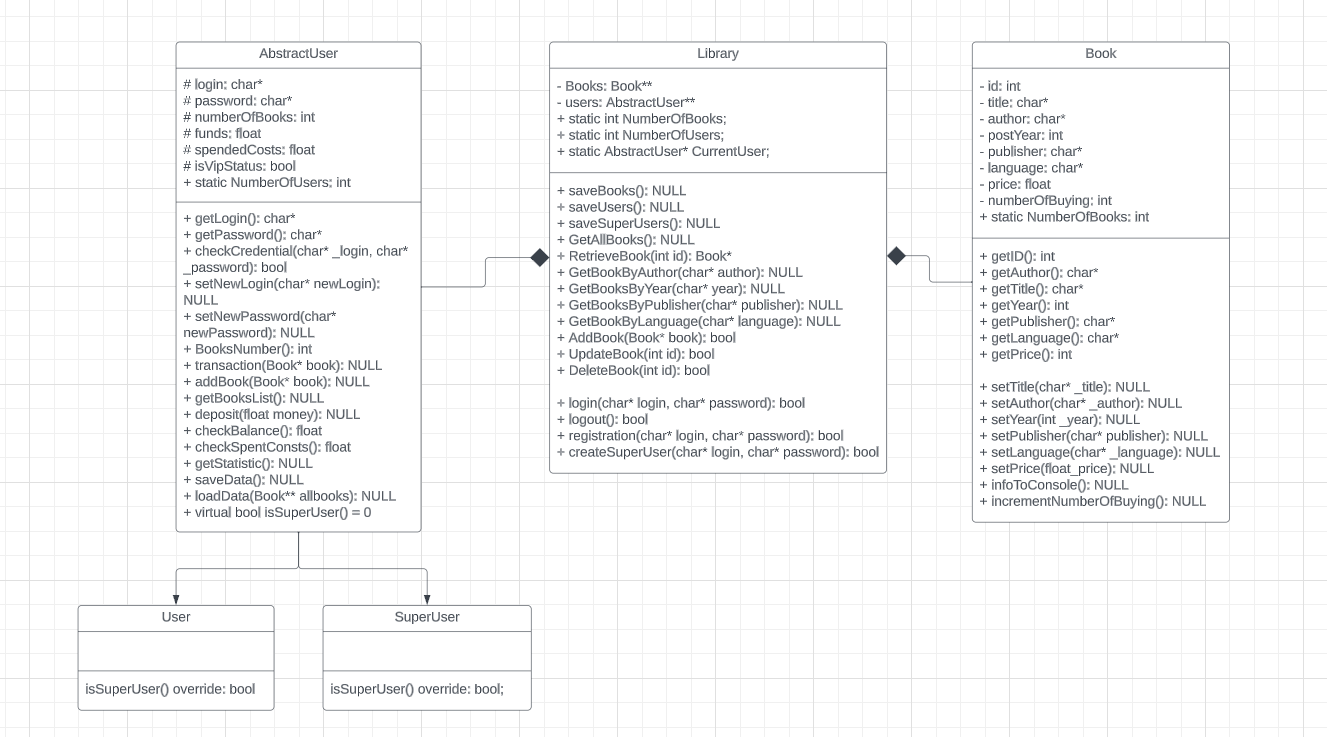 AbstractUser
# login: char*
# password: char*
# numberOfBooks: int
# funds: float
# spendedCosts: float
# isVipStatus: bool
+ static NumberOfUsers: int
+ getLogin(): char*
+ getPassword(): char*
+ checkCredential(char* _login, char*
_password): bool
+ setNewLogin(char* newLogin):
NULL
+ setNewPassword(char*
newPassword): NULL
+ BooksNumber(): int
+ transaction(Book* book): NULL
+ addBook(Book* book): NULL
+ getBooksList(): NULL
+ deposit(float money): NULL
+ checkBalance(): float
+ checkSpentConsts(): float
+ getStatistic(): NULL
+ saveData(): NULL
+ loadData(Book** allbooks): NULL
+ virtual bool isSuperUser() = 0
Library
- Books: Book**
- users: AbstractUser**
+ static int NumberOfBooks;
+ static int NumberOfUsers;
+ static AbstractUser* CurrentUser;
+ saveBooks(): NULL
+ saveUsers(): NULL
+ saveSuperUsers(): NULL
+ GetAllBooks(): NULL
+ RetrieveBook(int id): Book*
+ GetBookByAuthor(char* author): NULL
+ GetBooksByYear(char* year): NULL
+ GetBooksByPublisher(char* publisher): NULL
+ GetBookByLanguage(char* language): NULL
+ AddBook(Book* book): bool
+ UpdateBook(int id): bool
+ DeleteBook(int id): bool
+ login(char* login, char* password): bool
+ logout(): bool
+ registration(char* login, char* password): bool
+ createSuperUser(char* login, char* password): bool
Book
- id: int
- title: char*
- author: char*
- postYear: int
- publisher: char*
- language: char*
- price: float
- numberOfBuying: int
+ static NumberOfBooks: int
+ getID(): int
+ getAuthor(): char*
+ getTitle(): char*
+ getYear(): int
+ getPublisher(): char*
+ getLanguage(): char*
+ getPrice(): int
+ setTitle(char* _title): NULL
+ setAuthor(char* _author): NULL
+ setYear(int _year): NULL
+ setPublisher(char* publisher): NULL
+ setLanguage(char* _language): NULL
+ setPrice(float_price): NULL
+ infoToConsole(): NULL
+ incrementNumberOfBuying(): NULL
User
isSuperUser() override: bool
SuperUser
isSuperUser() override: bool;